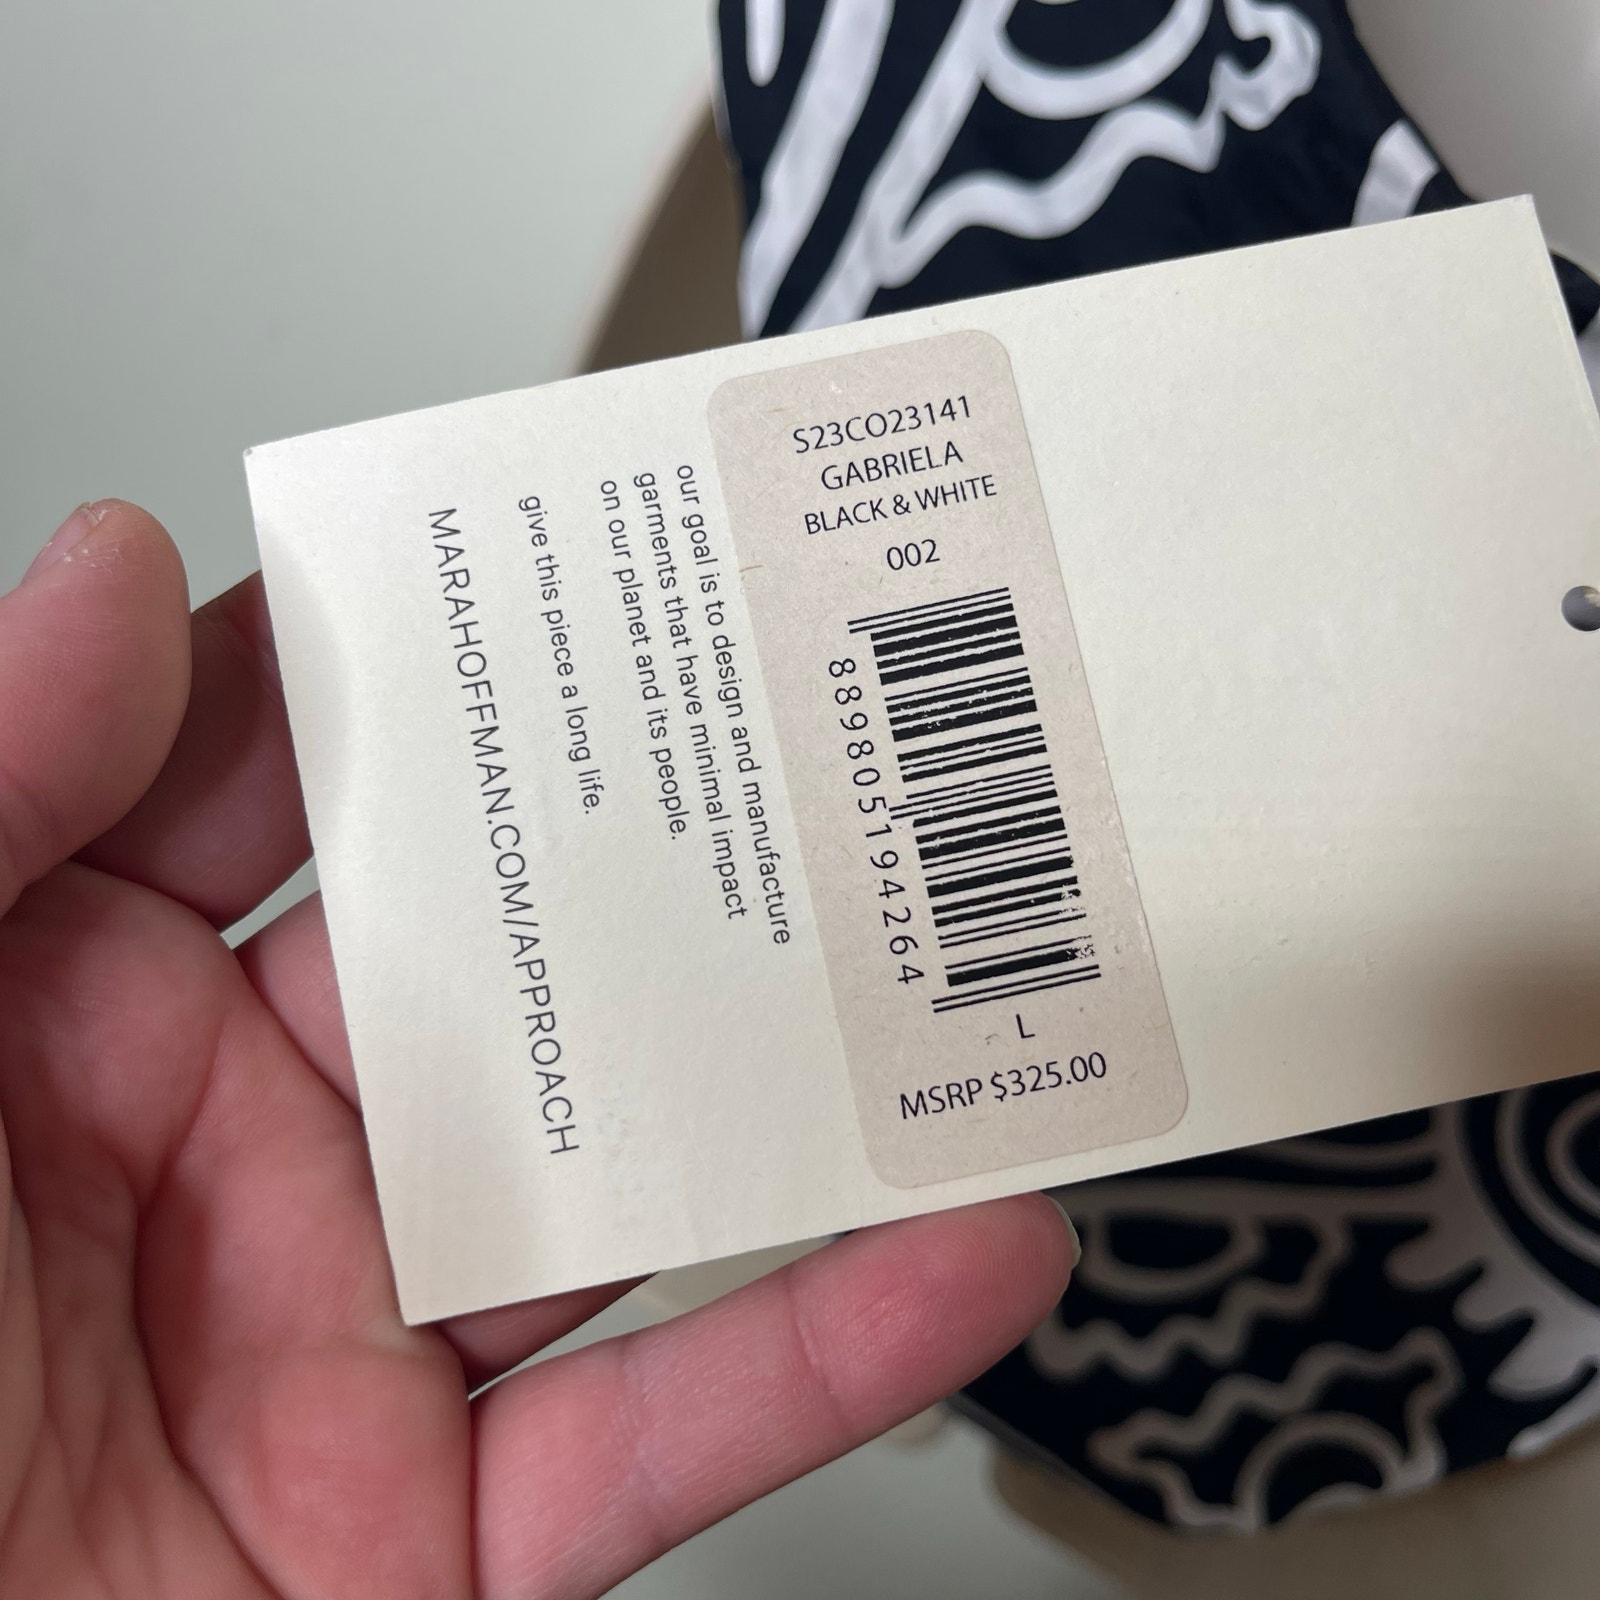 S23CO23141
GABRIELA
BLACK & WHITE
002
889805194264
L
MSRP $325.00
our goal is to design and manufacture
garments that have minimal impact
on our planet and its people.
give this piece a long life.
MARAHOFFMAN.COM/APPROACH